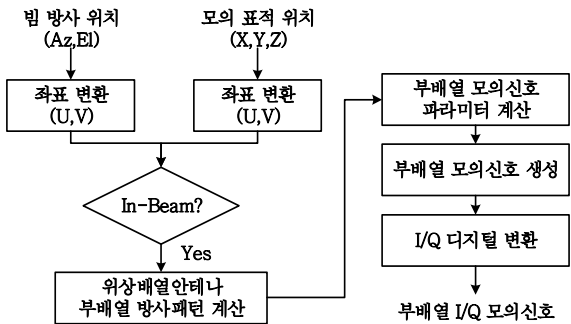 빔 방사 위치
(Az,El)
모의 표적 위치
(X,Y,Z)
좌표 변환
(U,V)
좌표 변환
(U,V)
In-Beam?
Yes
위상배열안테나
부배열 방사패턴 계산
부배열 모의신호
파라미터 계산
부배열 모의신호 생성
I/Q 디지털 변환
부배열 I/Q 모의신호